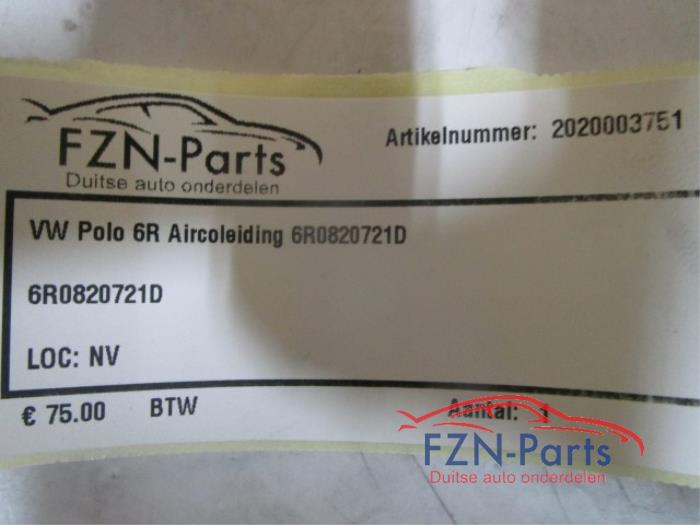 FZN-Parts
Duitse auto onderdelen
Artikelnummer: 2020003751
VW Polo 6R Aircoleiding 6R0820721D
6R0820721D
LOC: NV
€ 75.00 BTW Aantal: 1
FZN-Parts
Duitse auto onderdelen